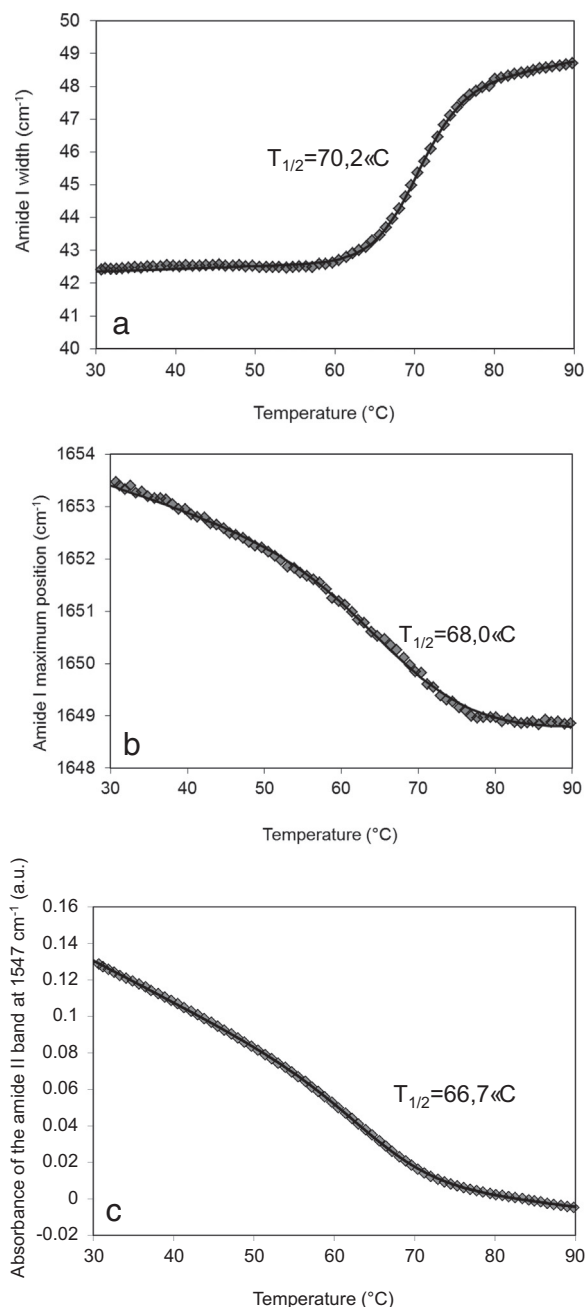 Amide I width (cm-1)
50
49
48
47
46
45
44
43
42
41
40
T1/2=70,2«C
a
30 40 50 60 70 80 90
Temperature (°C)
Amide I maximum position (cm-1)
1654
1653
1652
1651
1650
1649
1648
T1/2=68,0«C
b
30 40 50 60 70 80 90
Temperature (°C)
Absorbance of the amide II band at 1547 cm-1 (a.u.)
0.16
0.14
0.12
0.1
0.08
0.06
0.04
0.02
0
-0.02
T1/2=66,7«C
c
30 40 50 60 70 80 90
Temperature (°C)